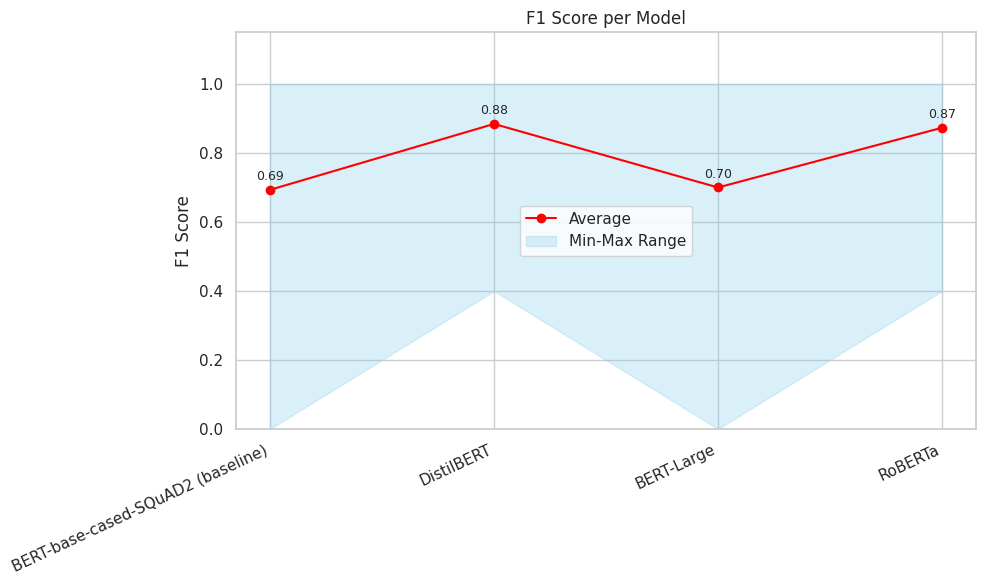 F1 Score per Model
F1 Score
1.0
0.8
0.6
0.4
0.2
0.0
0.69
0.88
0.70
0.87
Average
Min-Max Range
BERT-base-cased-SQuAD2 (baseline)
DistilBERT
BERT-Large
RoBERTa